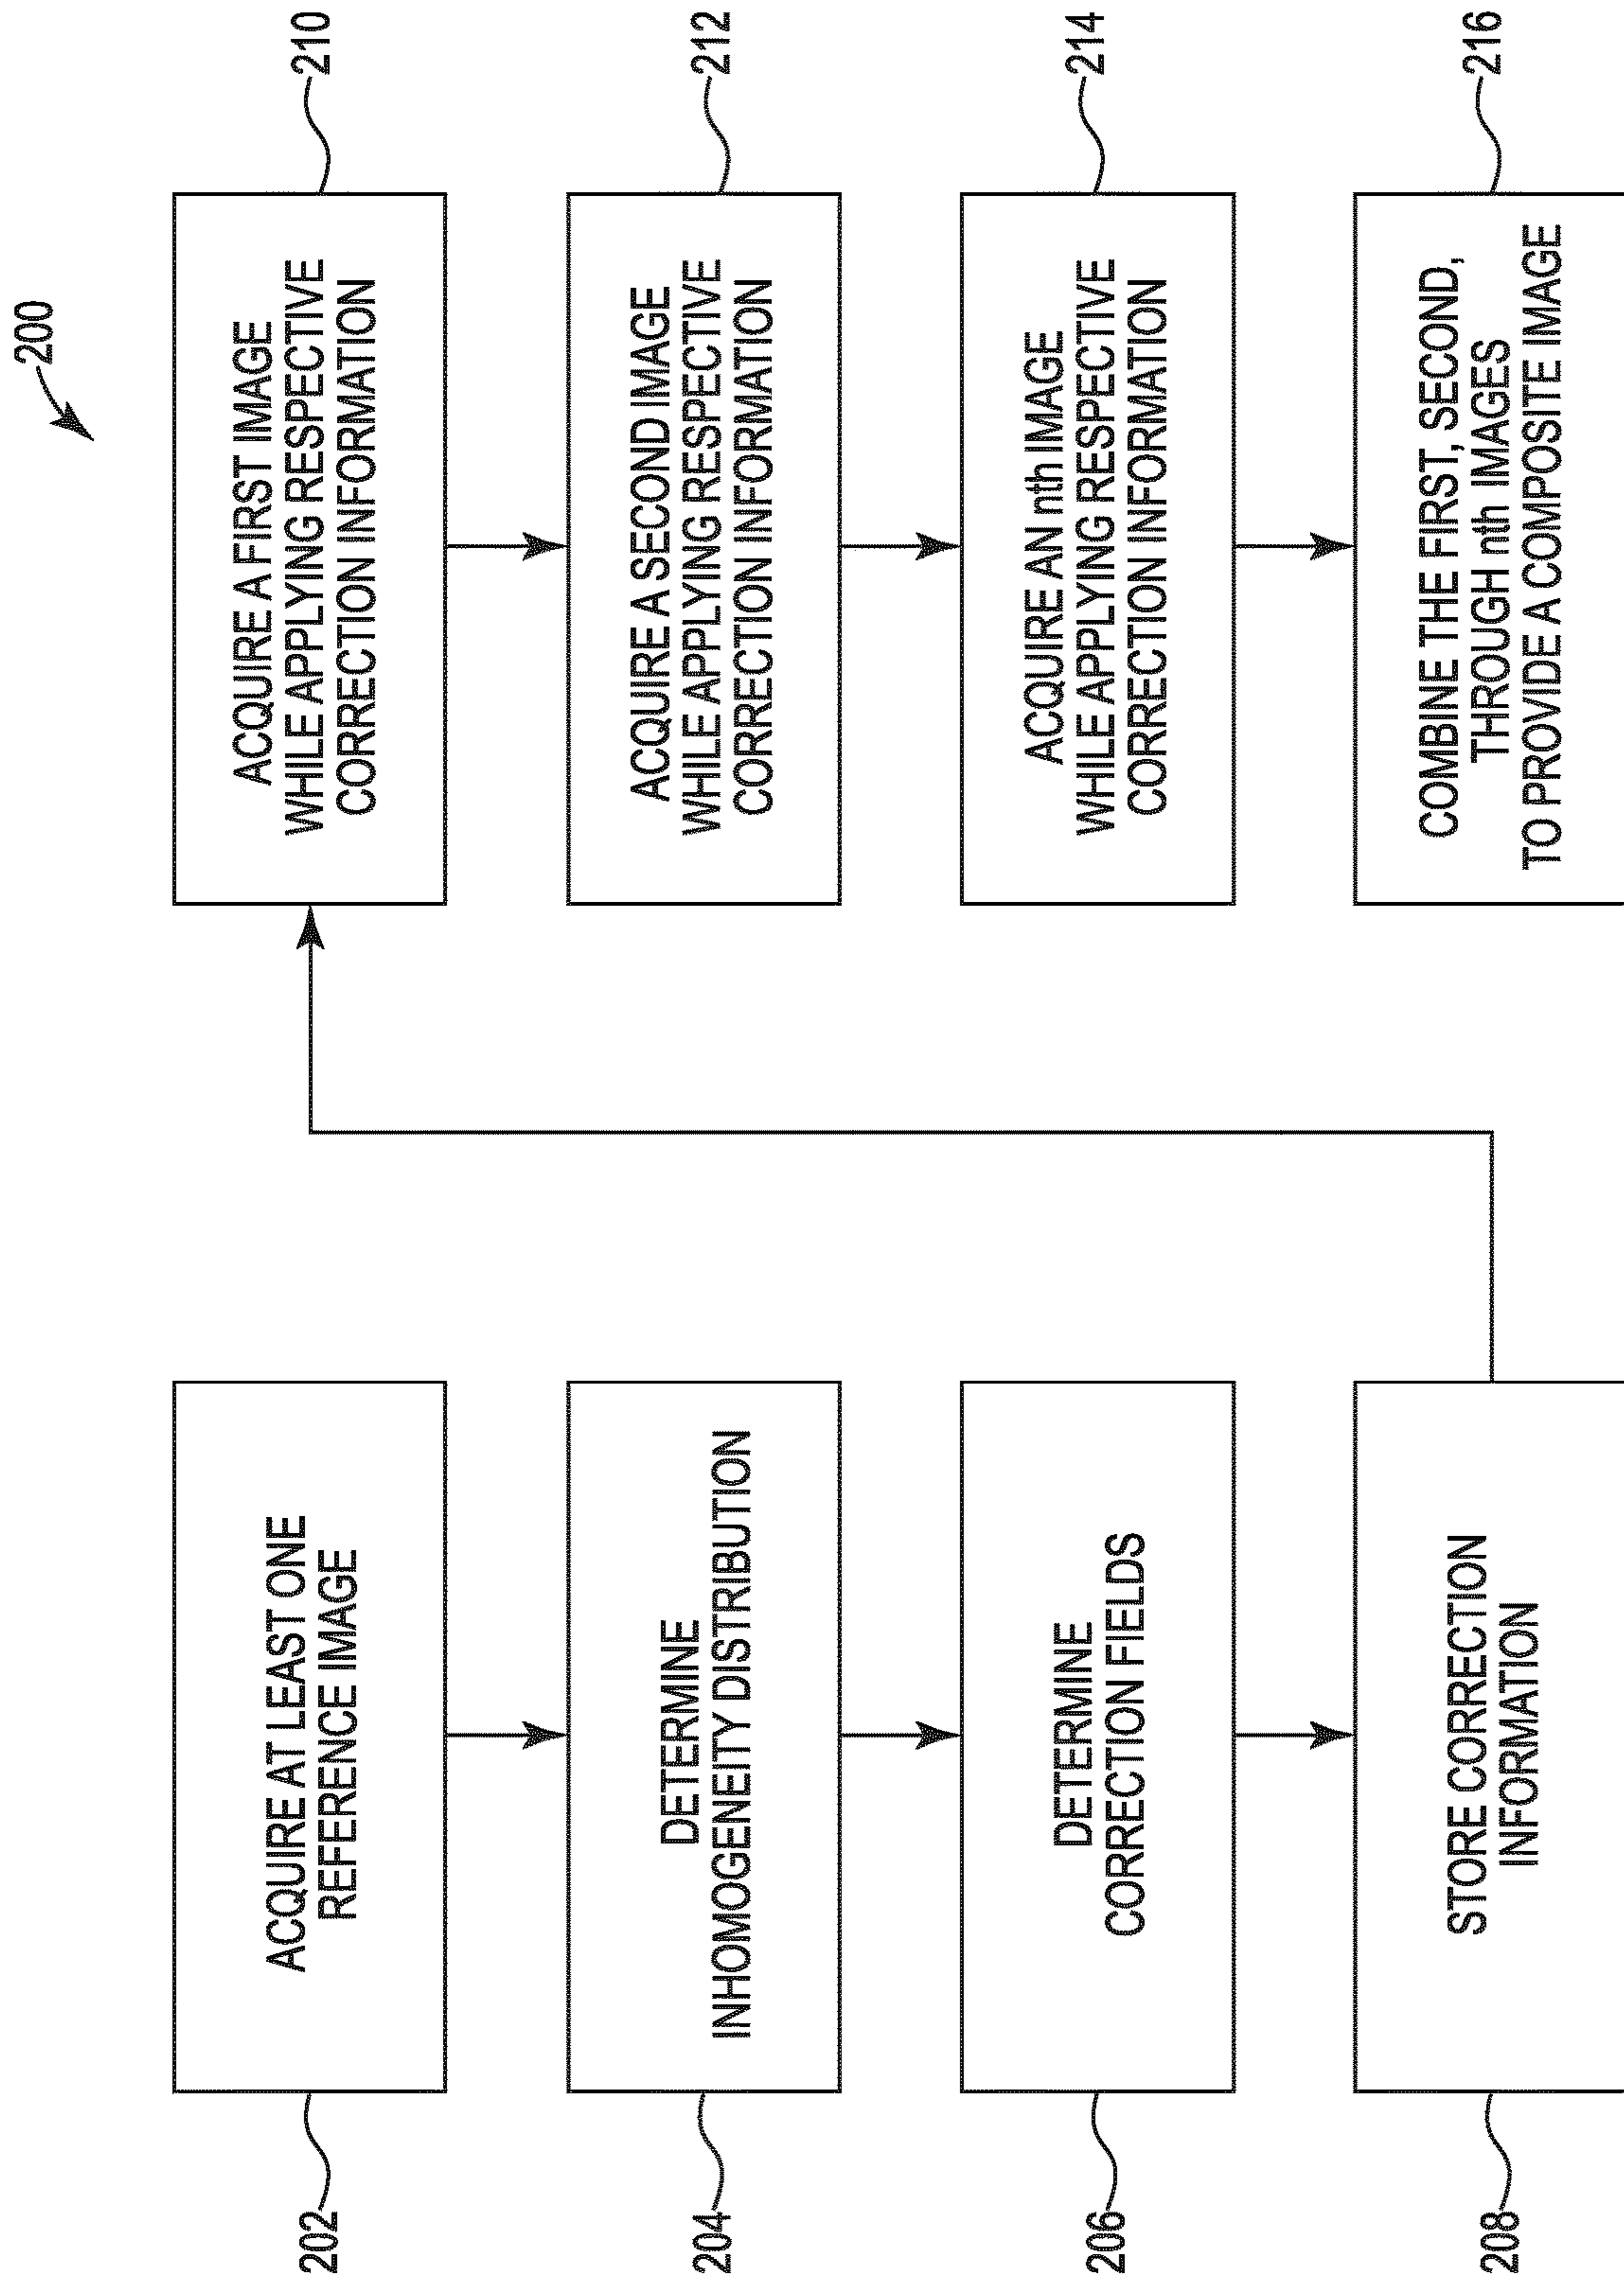 200
202
ACQUIRE AT LEAST ONE
REFERENCE IMAGE
204
DETERMINE
INHOMOGENEITY DISTRIBUTION
206
DETERMINE
CORRECTION FIELDS
208
STORE CORRECTION
INFORMATION
ACQUIRE A FIRST IMAGE
WHILE APPLYING RESPECTIVE
CORRECTION INFORMATION
210
ACQUIRE A SECOND IMAGE
WHILE APPLYING RESPECTIVE
CORRECTION INFORMATION
212
ACQUIRE AN nth IMAGE
WHILE APPLYING RESPECTIVE
CORRECTION INFORMATION
214
COMBINE THE FIRST, SECOND,
THROUGH nth IMAGES
TO PROVIDE A COMPOSITE IMAGE
216